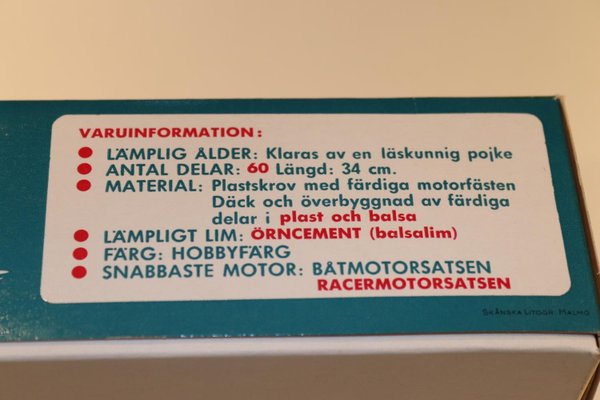 VARUINFORMATION:
LÄMPLIG ÅLDER: Klaras av en läskunnig pojke
ANTAL DELAR: 60 Längd: 34 cm.
MATERIAL: Plastskrov med färdiga motorfästen
Däck och överbyggnad av färdiga
delar i plast och balsa
LÄMPLIGT LIM: ÖRNCEMENT (balsalim)
FÄRG: HOBBYFÄRG
SNABBASTE MOTOR: BÅTMOTORSATSEN
RACERMOTORSATSEN
SKÅNSKA LITOGR. MALMÖ